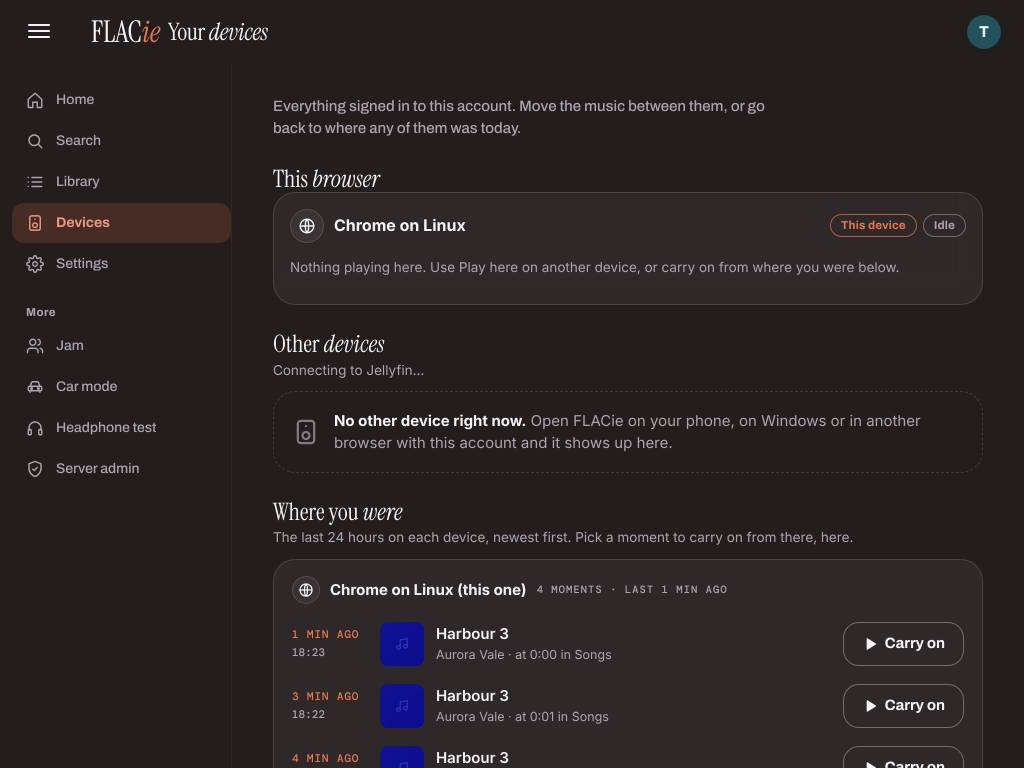 FLACie Your devices
T
Home
Search
Library
Devices
Settings
More
Jam
Car mode
Headphone test
Server admin
Everything signed in to this account. Move the music between them, or go
back to where any of them was today.
This browser
Chrome on Linux
This device
Idle
Nothing playing here. Use Play here on another device, or carry on from where you were below.
Other devices
Connecting to Jellyfin...
No other device right now. Open FLACie on your phone, on Windows or in another
browser with this account and it shows up here.
Where you were
The last 24 hours on each device, newest first. Pick a moment to carry on from there, here.
Chrome on Linux (this one) 4 MOMENTS · LAST 1 MIN AGO
1 MIN AGO
18:23
Harbour 3
Aurora Vale · at 0:00 in Songs
Carry on
3 MIN AGO
18:22
Harbour 3
Aurora Vale · at 0:01 in Songs
Carry on
4 MIN AGO
Harbour 3
Carry on